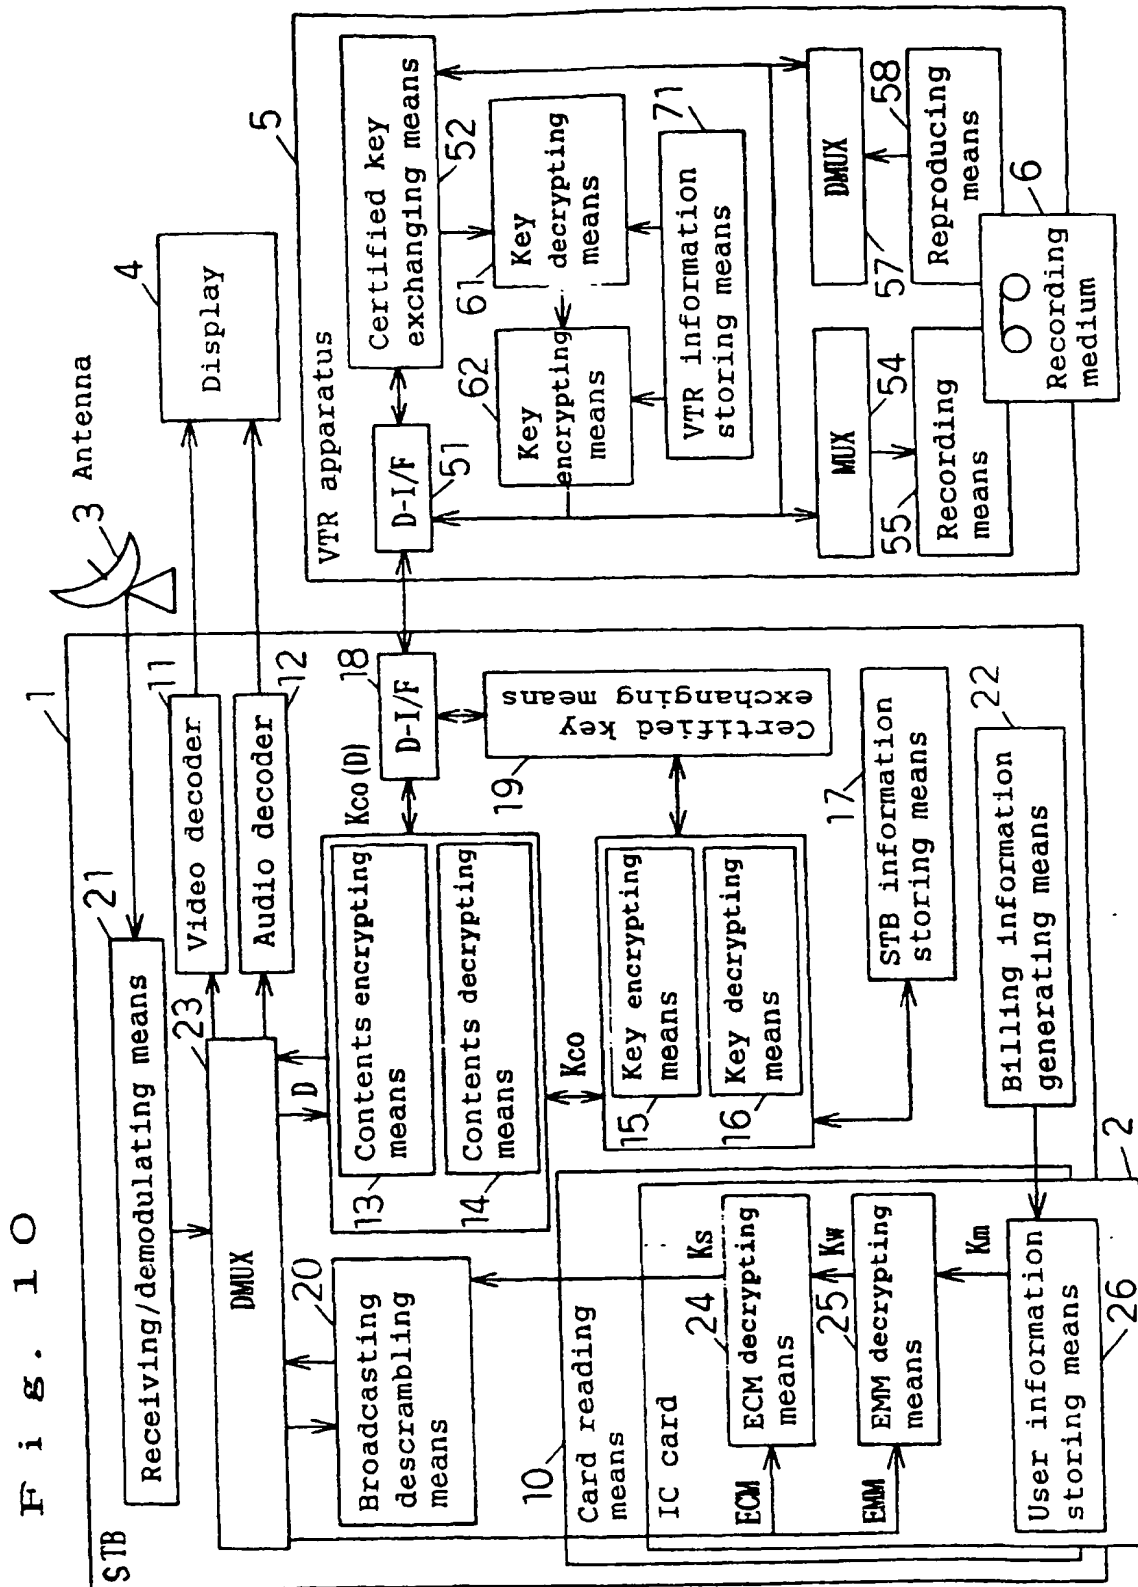 Fig. 10
STB
1
Receiving/demodulating means
21
3
Antenna
DMUX
23
Video decoder
11
Audio decoder
12
4
Display
Broadcasting
descrambling
means
20
D
Contents encrypting
means
13
Contents decrypting
means
14
Kco(D)
D-I/F
18
Kco
Key encrypting
means
15
Key decrypting
means
16
Certified key
exchanging means
19
STB information
storing means
17
Billing information
generating means
22
10
Card reading
means
IC card
2
ECM
ECM decrypting
means
24
Ks
EMM
EMM decrypting
means
25
Kw
Km
User information
storing means
26
VTR apparatus
5
D-I/F
51
Certified key
exchanging means
52
Key
decrypting
means
61
Key
encrypting
means
62
VTR information
storing means
71
MUX
54
Recording
means
55
DMUX
57
Reproducing
means
58
Recording
medium
6